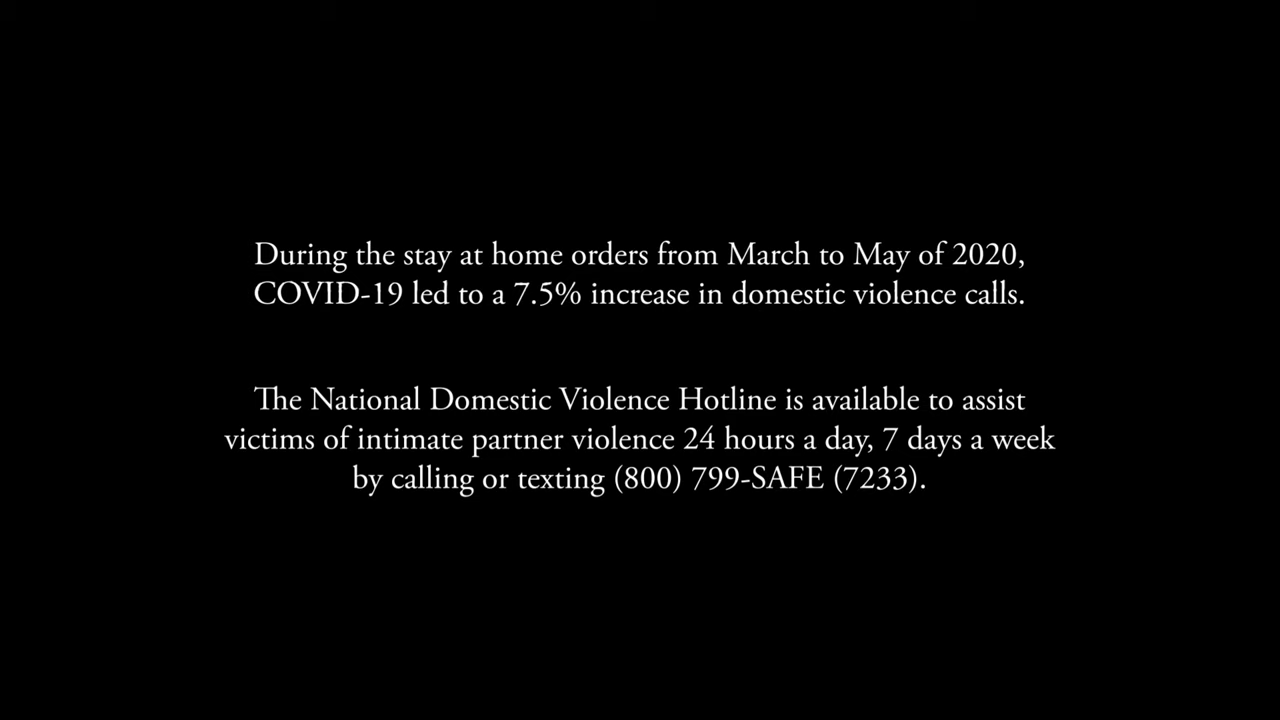 During the stay at home orders from March to May of 2020,
COVID-19 led to a 7.5% increase in domestic violence calls.
The National Domestic Violence Hotline is available to assist
victims of intimate partner violence 24 hours a day, 7 days a week
by calling or texting (800) 799-SAFE (7233).